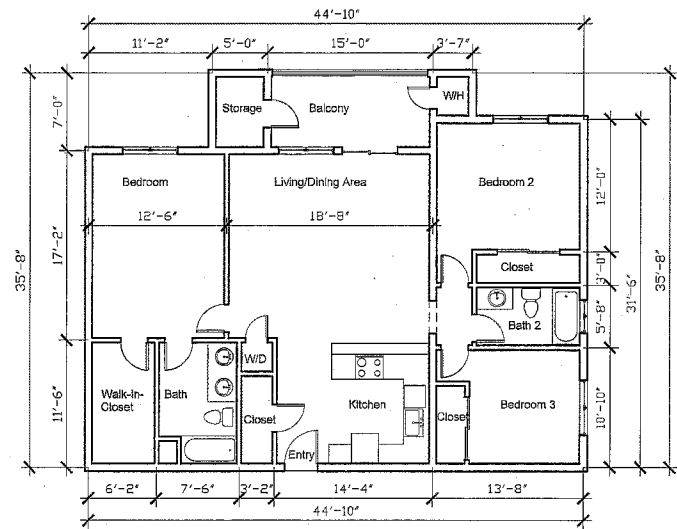 44'-10"
11'-2" 5'-0" 15'-0" 3'-7"
Storage
Balcony
W/H
7'-0"
Bedroom
Living/Dining Area
Bedroom 2
12'-0"
12'-6"
18'-8"
17'-2"
35'-8"
Closet
3'-0"
31'-6"
35'-8"
Bath 2
5'-8"
W/D
Walk-in-
Closet
Bath
Closet
Kitchen
Closet
Bedroom 3
11'-6"
10'-10"
Entry
6'-2" 7'-6" 3'-2" 14'-4" 13'-8"
44'-10"